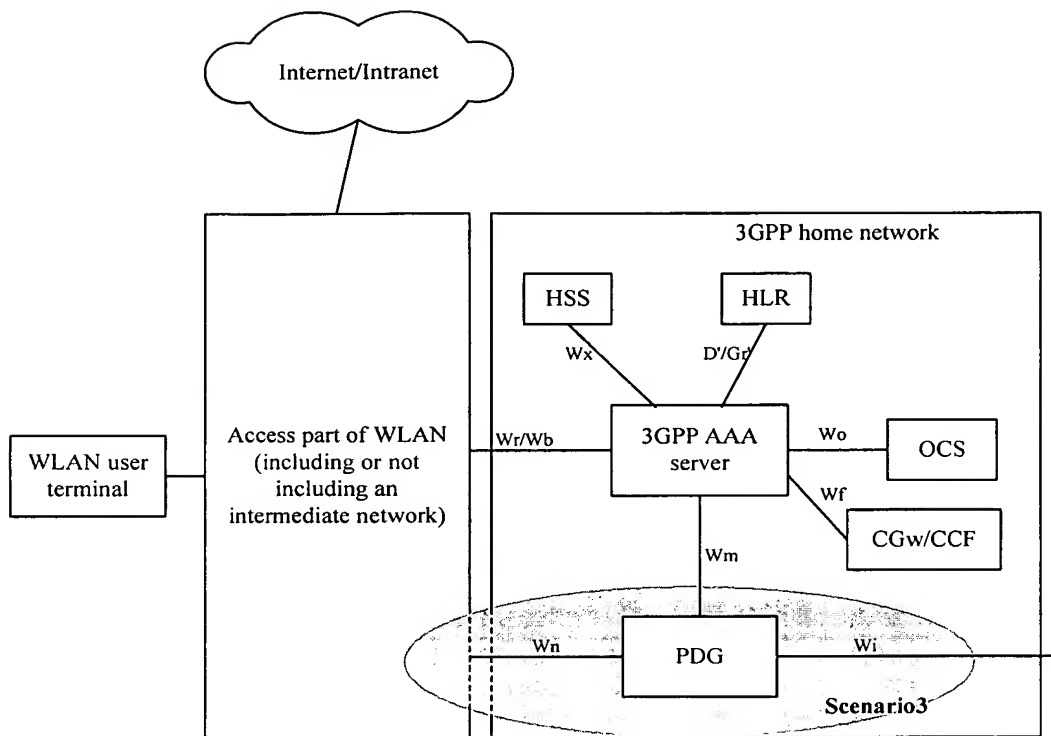 Internet/Intranet
3GPP home network
HSS
HLR
Wx
D'/Gr'
Access part of WLAN
(including or not
including an
intermediate network)
Wr/Wb
3GPP AAA
server
Wo
OCS
WLAN user
terminal
Wf
CGw/CCF
Wm
Wn
PDG
Wi
Scenario3